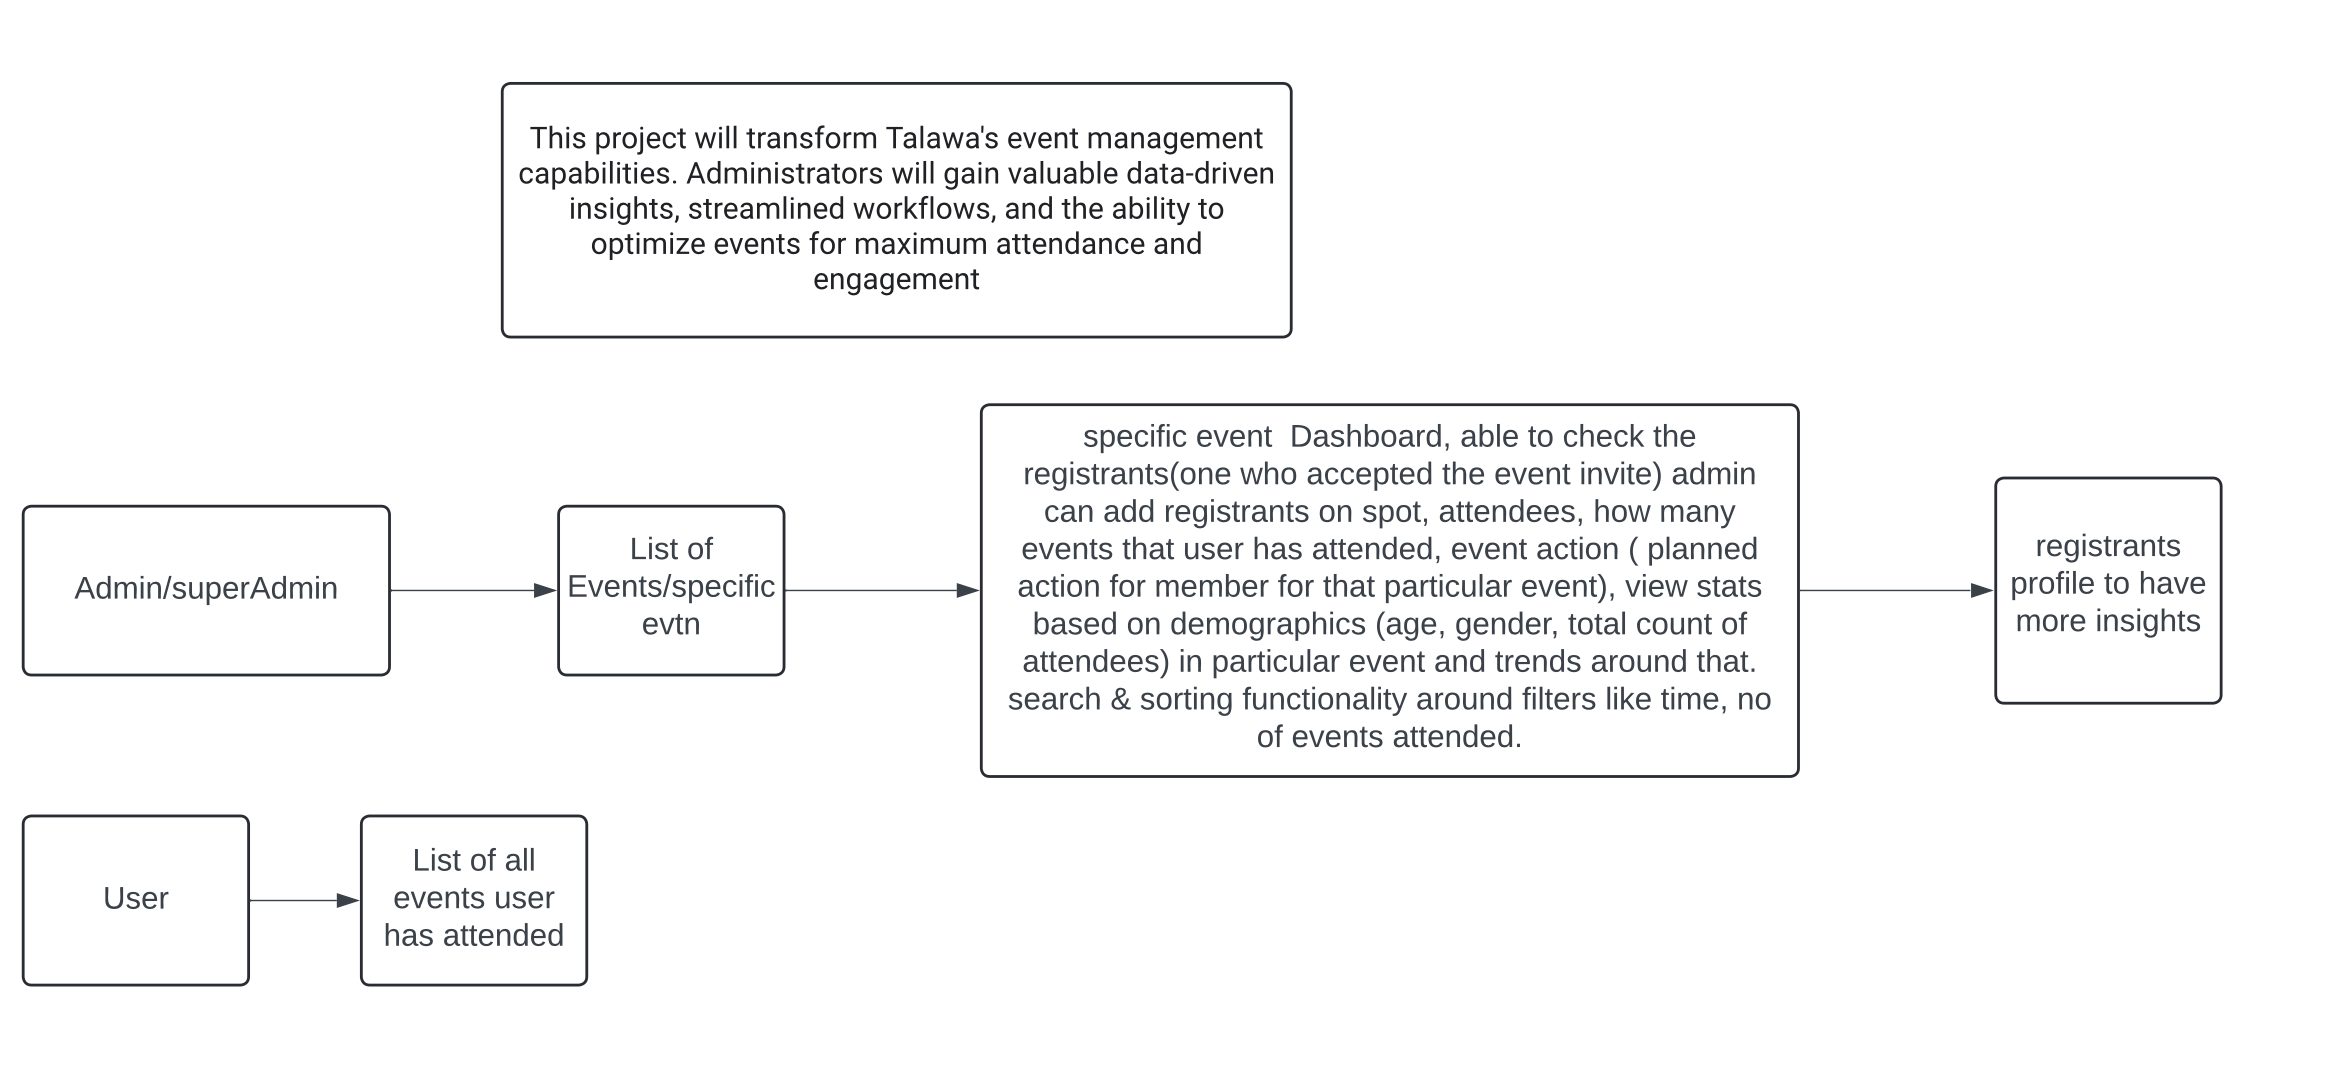 This project will transform Talawa's event management
capabilities. Administrators will gain valuable data-driven
insights, streamlined workflows, and the ability to
optimize events for maximum attendance and
engagement
Admin/superAdmin
List of
Events/specific
evtn
specific event  Dashboard, able to check the
registrants(one who accepted the event invite) admin
can add registrants on spot, attendees, how many
events that user has attended, event action ( planned
action for member for that particular event), view stats
based on demographics (age, gender, total count of
attendees) in particular event and trends around that.
search & sorting functionality around filters like time, no
of events attended.
registrants
profile to have
more insights
User
List of all
events user
has attended